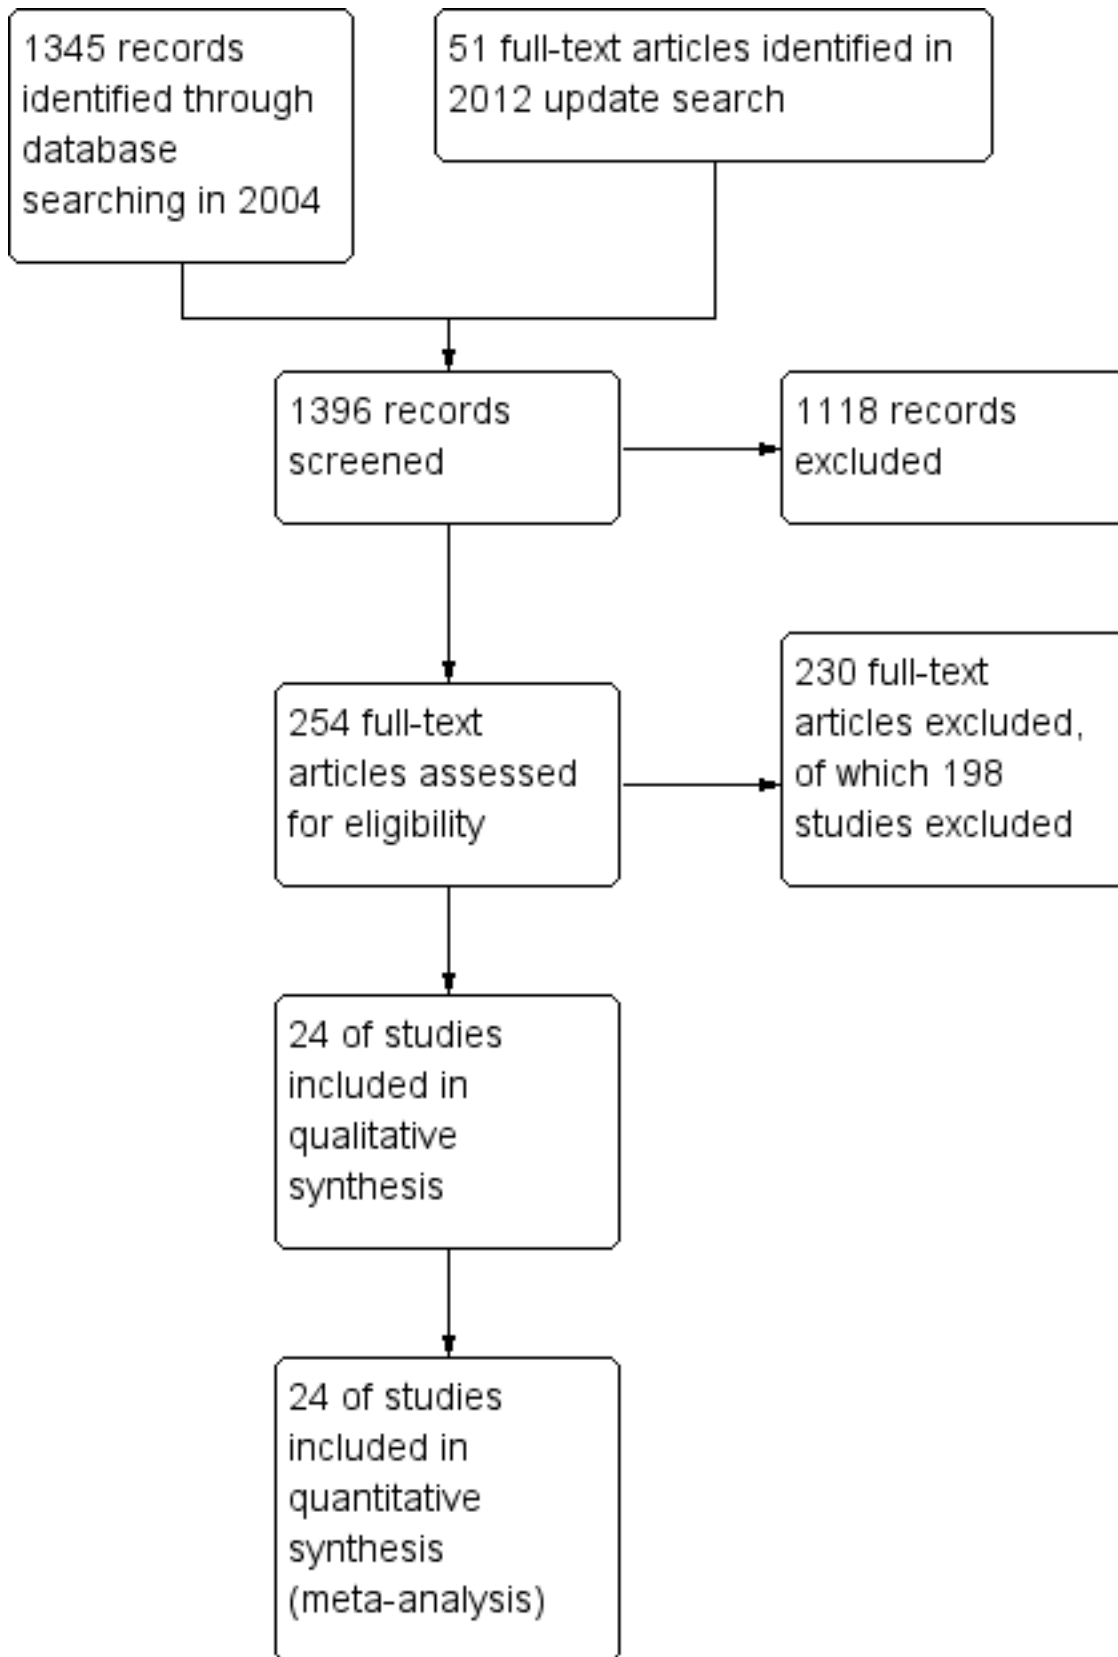 1345 records
identified through
database
searching in 2004
51 full-text articles identified in
2012 update search
1396 records
screened
1118 records
excluded
254 full-text
articles assessed
for eligibility
230 full-text
articles excluded,
of which 198
studies excluded
24 of studies
included in
qualitative
synthesis
24 of studies
included in
quantitative
synthesis
(meta-analysis)